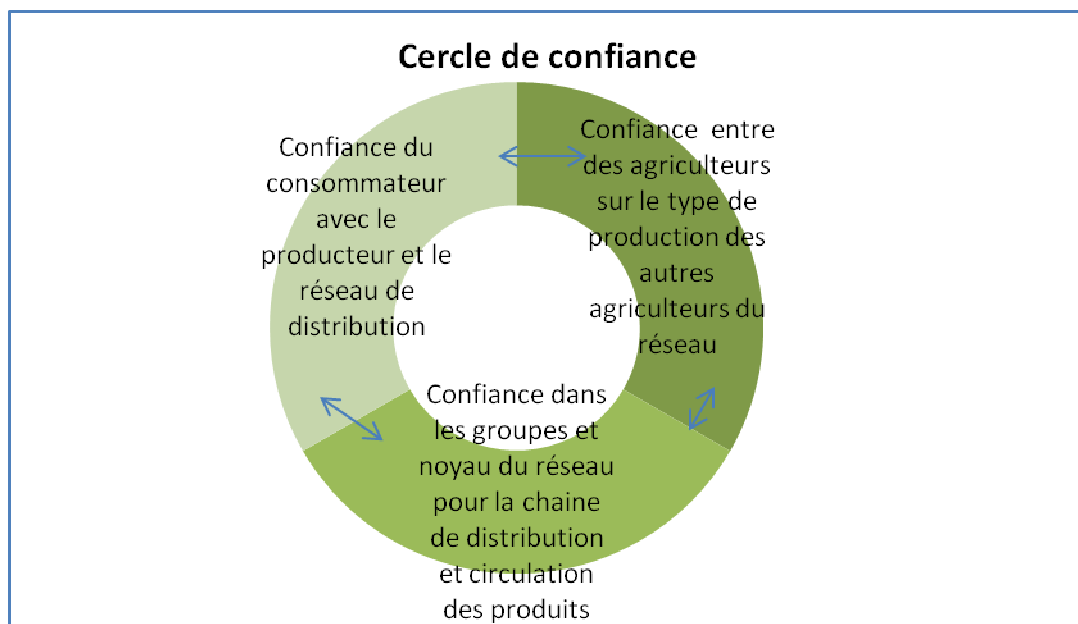 Cercle de confiance
Confiance du
consommateur
avec le
producteur et le
réseau de
distribution
Confiance entre
des agriculteurs
sur le type de
production des
autres
agriculteurs du
réseau
Confiance dans
les groupes et
noyau du réseau
pour la chaine
de distribution
et circulation
des produits